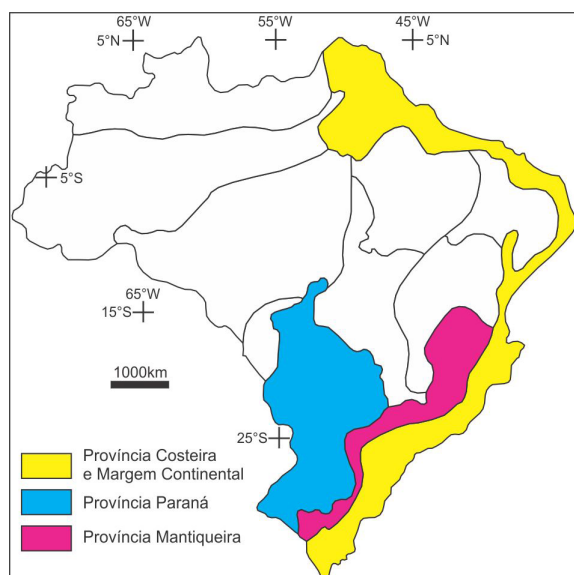 65°W
55°W
45°W
5°N
5°N
5°S
65°W
15°S
1000km
25°S
Província Costeira
e Margem Continental
Província Paraná
Província Mantiqueira